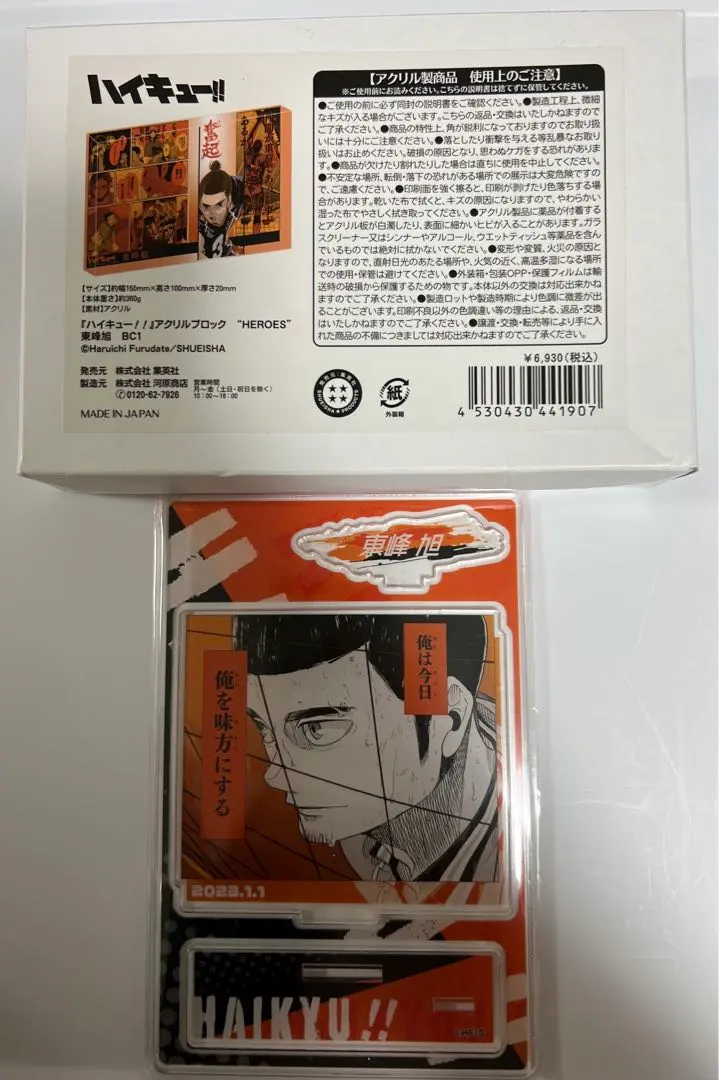 ハイキュー!!
奮起
【サイズ】約幅150mm×高さ100mm×厚さ20mm
【本体重さ】約360g
【素材】アクリル
『ハイキュー！！』アクリルブロック “HEROES”
東峰旭 BC1
©Haruichi Furudate/SHUEISHA
発売元 株式会社 集英社
製造元 株式会社 河原商店
✆0120-62-7926
営業時間
月～金（土日・祝日を除く）
10：00～16：00
MADE IN JAPAN
【アクリル製商品 使用上のご注意】
※ご使用前にお読みください。こちらの説明書は捨てずに保管してください。
●ご使用の前に必ず同封の説明書をご確認ください。●製造工程上、微細
なキズが入る場合がございます。こちらの返品・交換はいたしかねますので
ご了承ください。●商品の特性上、角が鋭利になっておりますのでお取り扱
いには十分にご注意ください。●落としたり衝撃を与える等乱暴なお取り
扱いはお止めください。破損の原因となり、思わぬケガをする恐れがありま
す。●商品が欠けたり割れたりした場合は直ちに使用を中止してください。
●不安定な場所、転倒・落下の恐れがある場所での展示は大変危険ですの
で、ご遠慮ください。●印刷面を強く擦ると、印刷が剥げたり色落ちする場
合があります。乾いた布で拭くと、キズの原因になりますので、やわらかい
湿った布でやさしく拭き取ってください。●アクリル製品に薬品が付着する
とアクリル板が白濁したり、表面に細かいヒビが入ることがあります。ガラ
スクリーナー又はシンナーやアルコール、ウエットティッシュ等薬品を含ん
でいるものでは絶対に拭かないでください。●変形や変質、火災の原因と
なりますので、直射日光のあたる場所や、火気の近く、高温多湿になる場所
での使用・保管は避けてください。●外装箱・包装OPP・保護フィルムは輸
送時の破損から保護するための物です。本体以外の交換は対応出来かねま
すのでご了承ください。●製造ロットや製造時期により色調に微差が出
ることがございます。印刷不良以外の色調違い等の理由による、返品・交換
はいたしかねますのでご了承ください。●譲渡・交換・転売等により手に入
れた商品の不備につきましては対応出来かねますのでご了承ください。
発売元:集英社
SHUEISHA PRODUCTS
紙
外装箱
￥6,930（税込）
4 530430 441907
東峰 旭
俺は今日
俺を味方にする
2023.1.1
HAIKYU!!